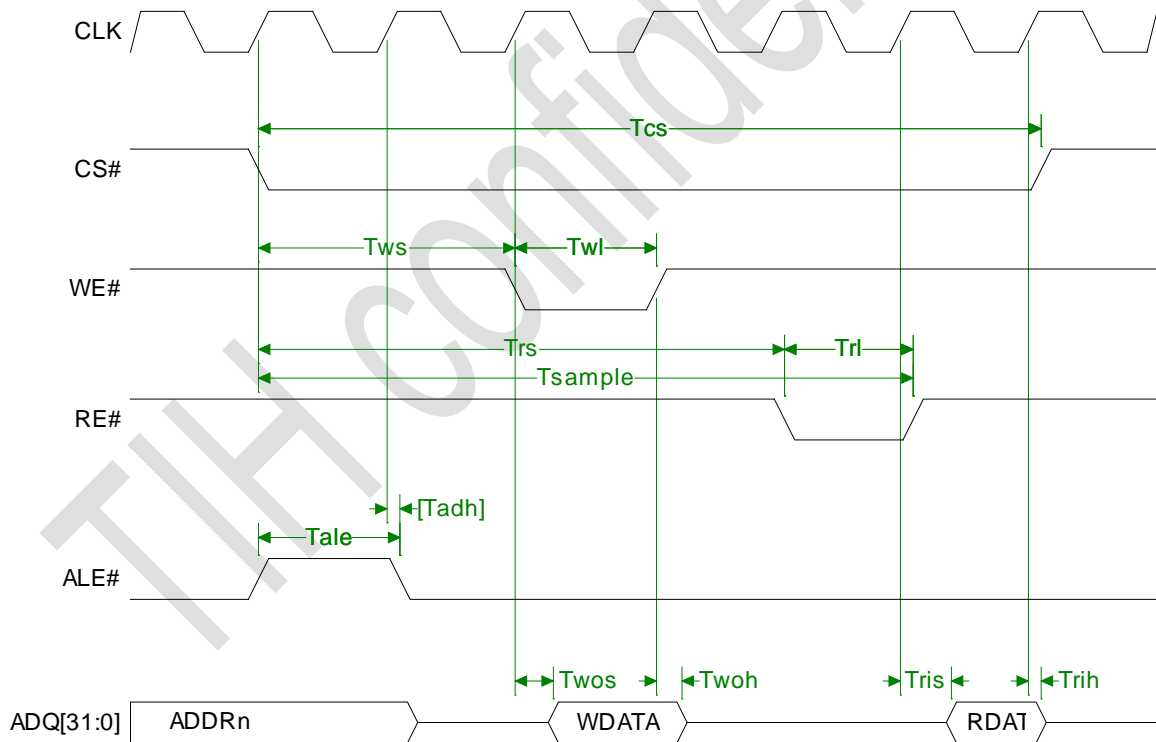 CLK
Tcs
CS#
Tws
Twl
WE#
Trs
Trl
Tsample
RE#
[Tadh]
Tale
ALE#
Twos
Twoh
Tris
Trih
ADQ[31:0]
ADDRn
WDATA
RDAT
TIH confiden